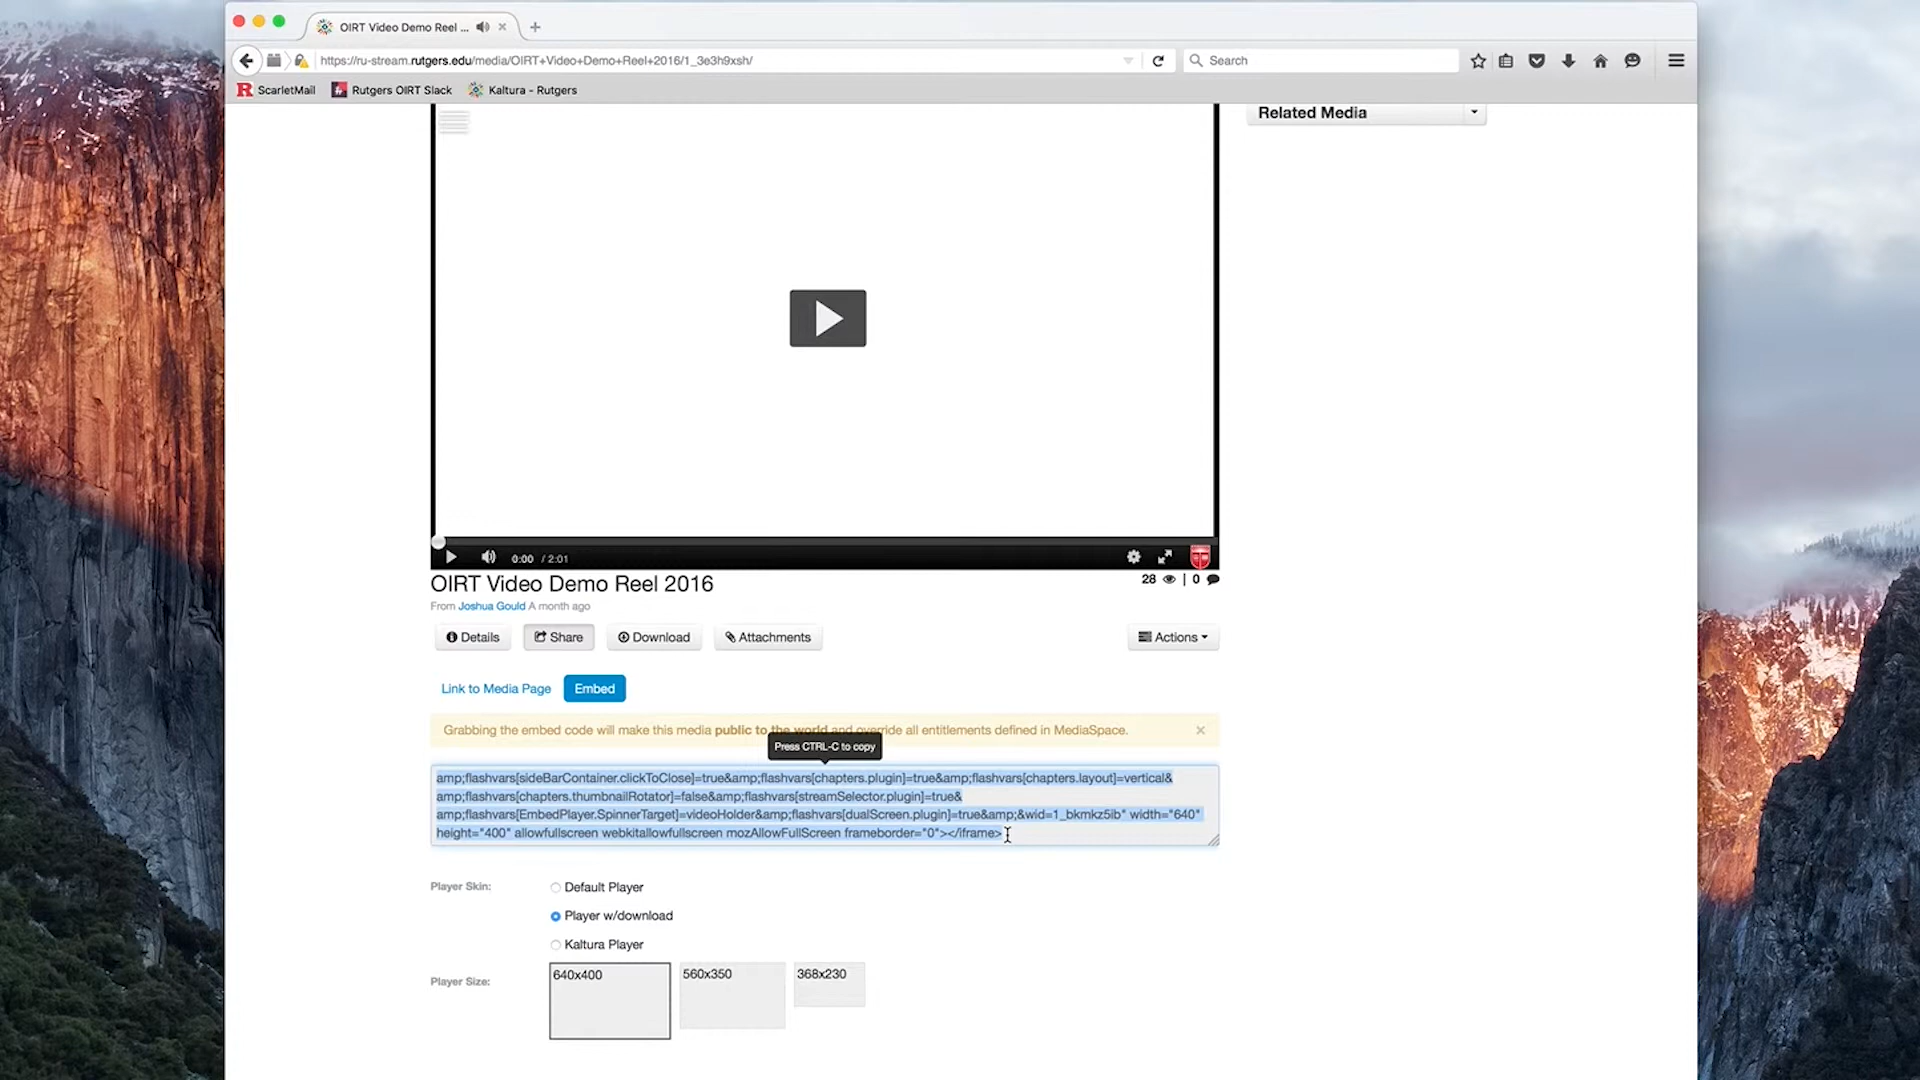 OIRT Video Demo Reel ...
https://ru-stream.rutgers.edu/media/OIRT+Video+Demo+Reel+2016/1_3e3h9xsh/
Search
ScarletMail
Rutgers OIRT Slack
Kaltura - Rutgers
Related Media
0:00 / 2:01
OIRT Video Demo Reel 2016
28 | 0
From Joshua Gould A month ago
Details
Share
Download
Attachments
Actions
Link to Media Page
Embed
Grabbing the embed code will make this media public to the world and override all entitlements defined in MediaSpace.
Press CTRL-C to copy
amp;flashvars[sideBarContainer.clickToClose]=true&amp;flashvars[chapters.plugin]=true&amp;flashvars[chapters.layout]=vertical&
amp;flashvars[chapters.thumbnailRotator]=false&amp;flashvars[streamSelector.plugin]=true&
amp;flashvars[EmbedPlayer.SpinnerTarget]=videoHolder&amp;flashvars[dualScreen.plugin]=true&amp;&wid=1_bkmkz5ib" width="640"
height="400" allowfullscreen webkitallowfullscreen mozAllowFullScreen frameborder="0"></iframe>
Player Skin:
Default Player
Player w/download
Kaltura Player
Player Size:
640x400
560x350
368x230